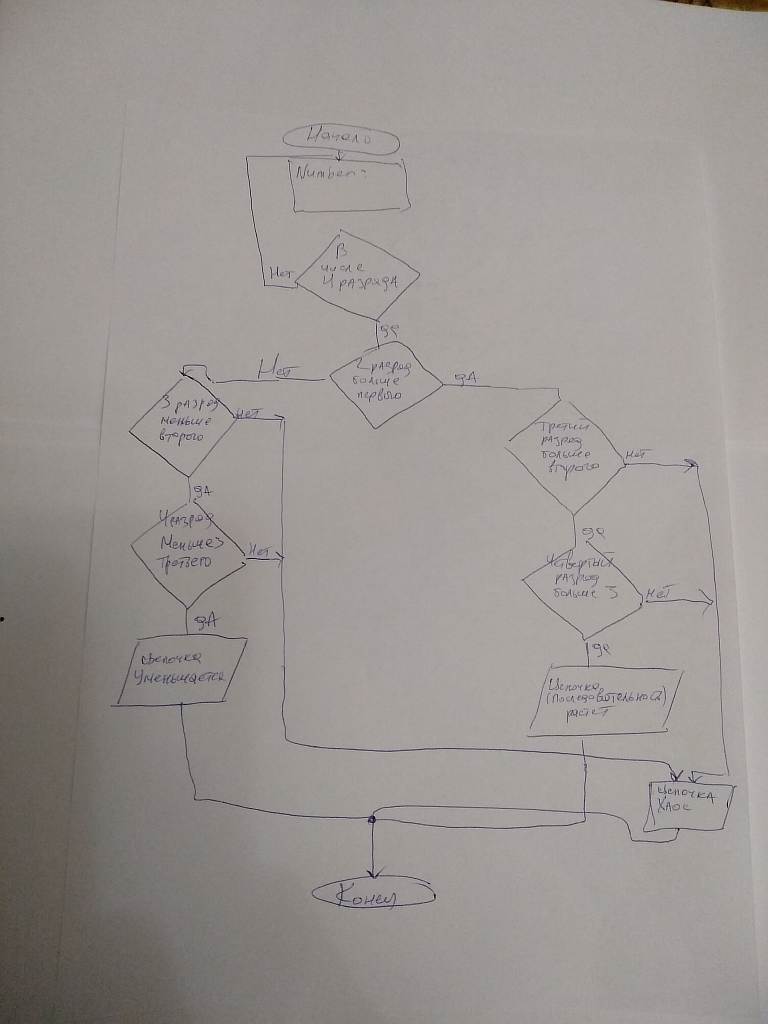 Начало
Number:
В
числе
4 разряда
Нет
да
2 разряд
больше
первого
Нет
да
3 разряд
меньше
второго
нет
Третий
разряд
больше
второго
нет
да
да
4 разряд
Меньше
третьего
нет
Четвертый
разряд
больше 3
нет
да
да
Цепочка
Уменьшается
Цепочка
растет
Цепочка
Хаос
Конец